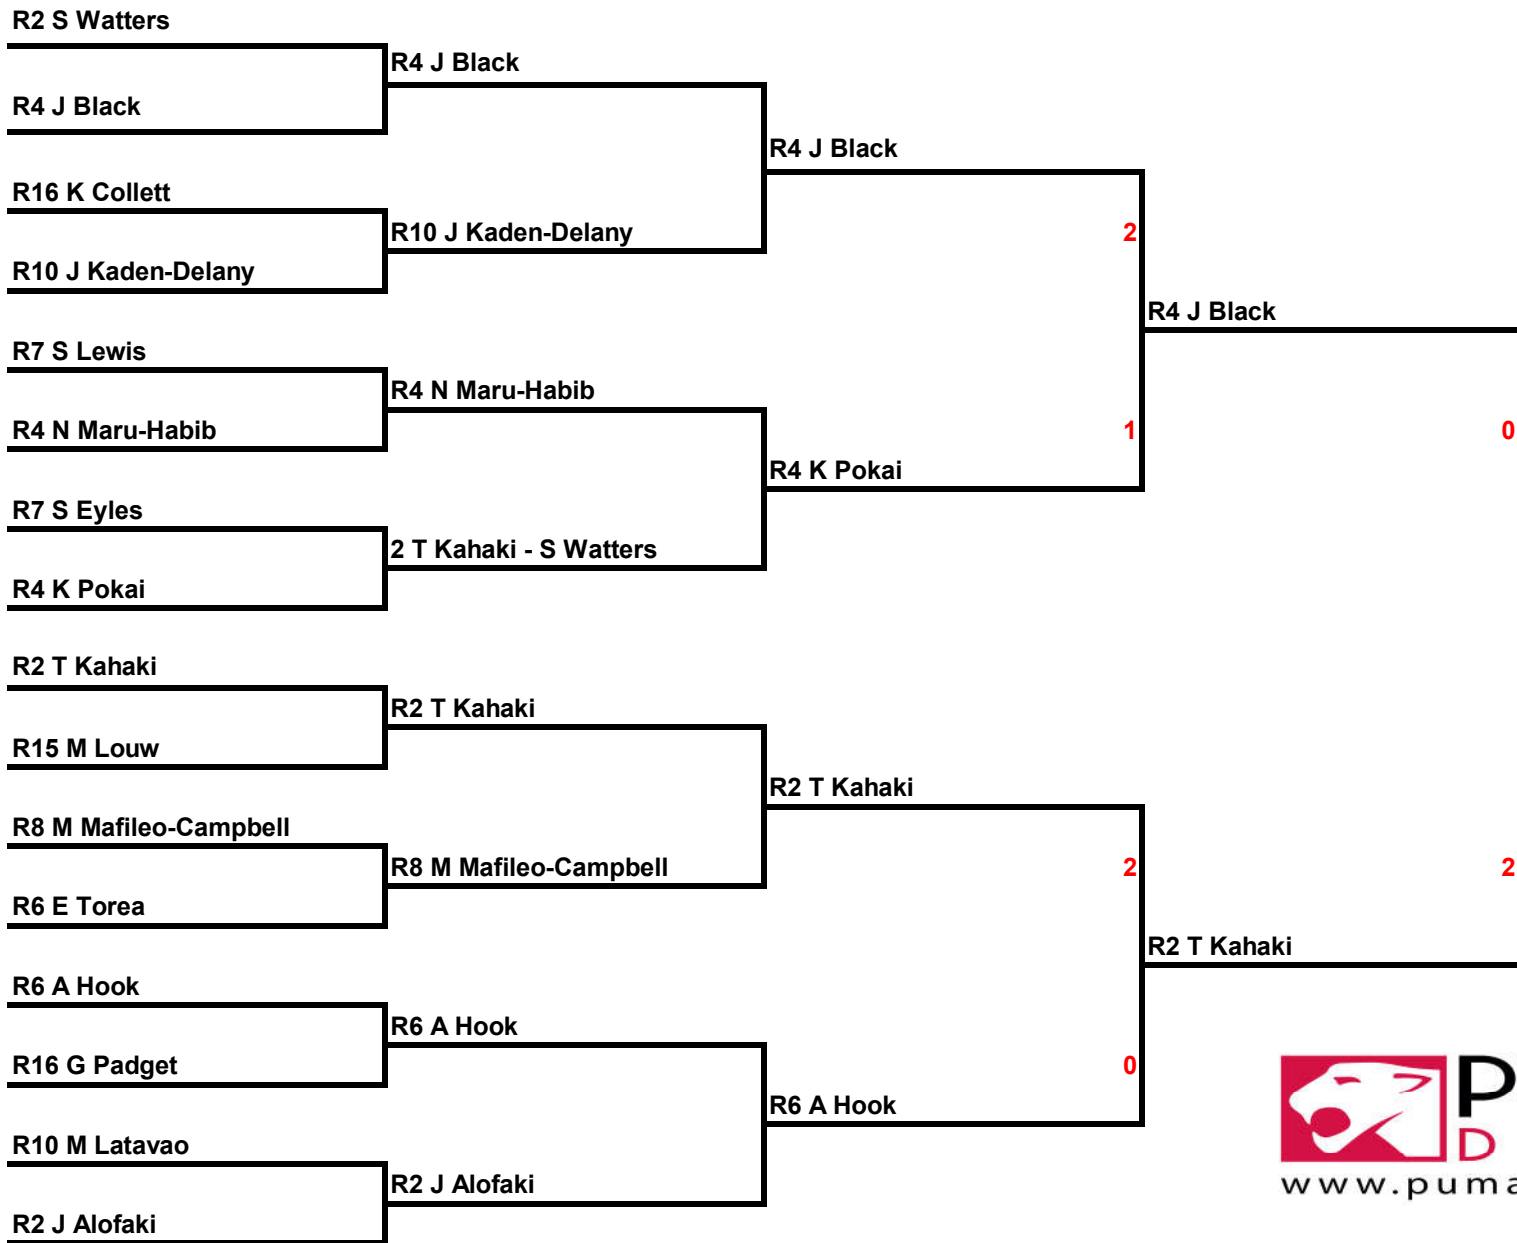 R2 S Watters
R4 J Black
R4 J Black
R4 J Black
R16 K Collett
R10 J Kaden-Delany
2
R10 J Kaden-Delany
R4 J Black
R7 S Lewis
R4 N Maru-Habib
R4 N Maru-Habib
1
0
R4 K Pokai
R7 S Eyles
2 T Kahaki - S Watters
R4 K Pokai
R2 T Kahaki
R2 T Kahaki
R15 M Louw
R2 T Kahaki
R8 M Mafileo-Campbell
R8 M Mafileo-Campbell
2
2
R6 E Torea
R2 T Kahaki
R6 A Hook
R6 A Hook
R16 G Padget
0
R6 A Hook
P
D
R10 M Latavao
R2 J Alofaki
www.puma
R2 J Alofaki